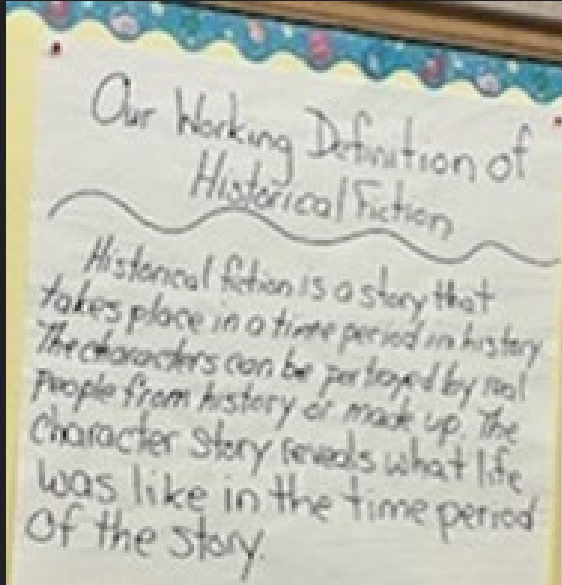 Our Working Definition of
Historical Fiction
Historical fiction is a story that
takes place in a time period in history
The characters can be portrayed by real
people from history or made up. The
character story reveals what life
was like in the time period
of the story.